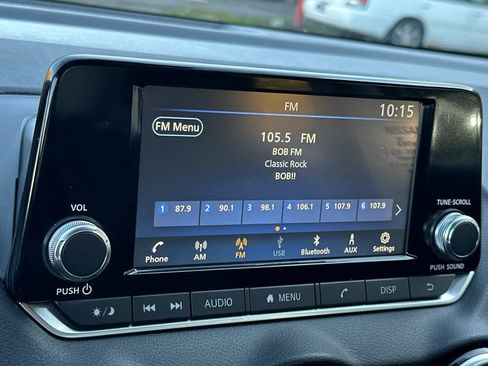 FM
10:15
FM Menu
105.5 FM
BOB FM
Classic Rock
BOB!!
1 87.9 2 90.1 3 98.1 4 106.1 5 107.9 6 107.9
Phone AM FM USB Bluetooth AUX Settings
VOL
PUSH
TUNE·SCROLL
PUSH SOUND
AUDIO MENU DISP